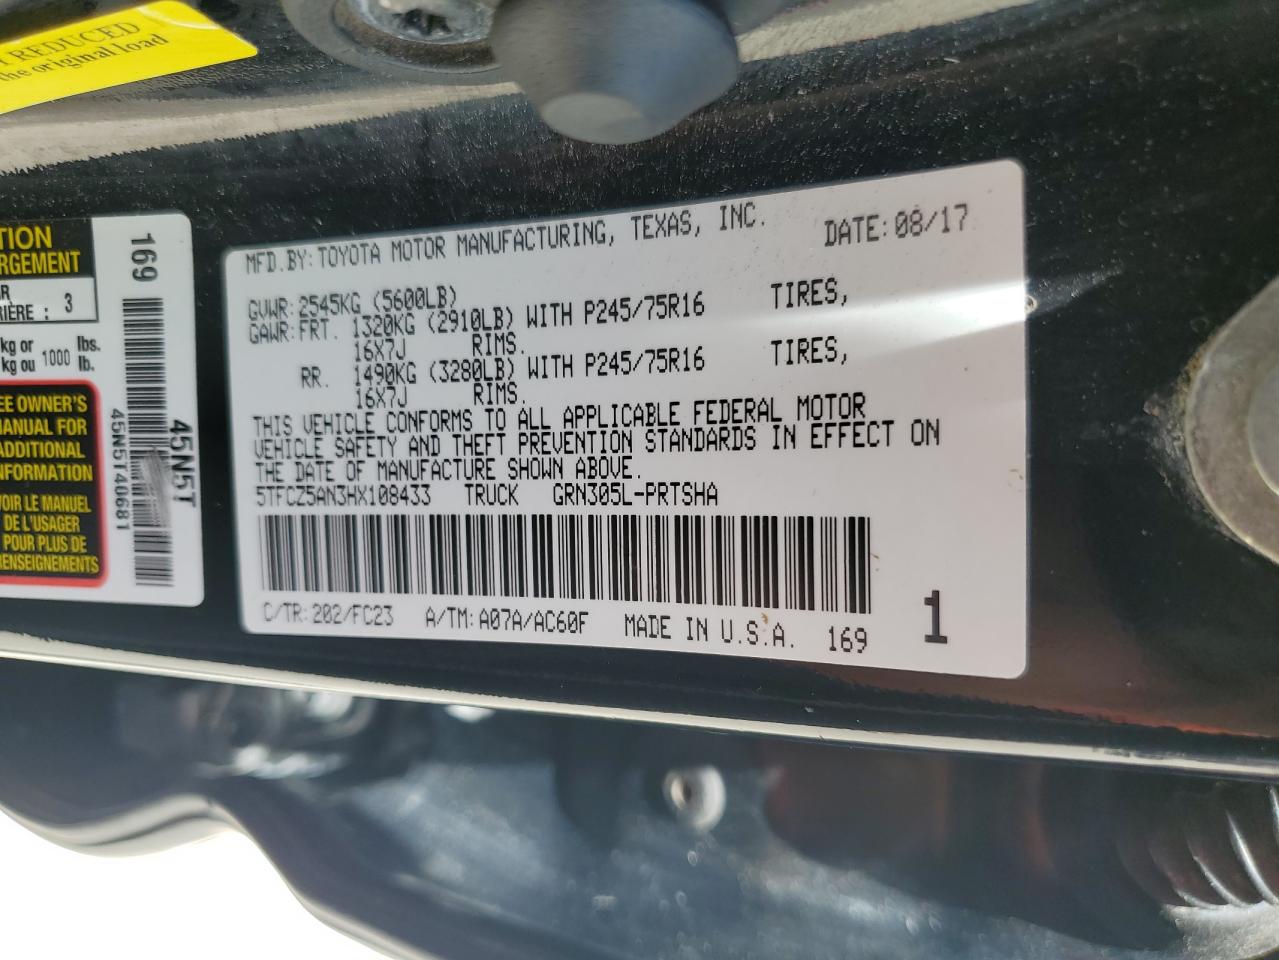 T REDUCED
the original load
TION
RGEMENT
R
RIÈRE : 3
kg or lbs.
kg ou 1000 lb.
EE OWNER'S
MANUAL FOR
ADDITIONAL
NFORMATION
VOIR LE MANUEL
DE L'USAGER
POUR PLUS DE
RENSEIGNEMENTS
169
45N5T40681
45N5T
MFD.BY:TOYOTA MOTOR MANUFACTURING, TEXAS, INC. DATE:08/17
GVWR:2545KG (5600LB)
GAWR:FRT. 1320KG (2910LB) WITH P245/75R16 TIRES,
16X7J RIMS.
RR. 1490KG (3280LB) WITH P245/75R16 TIRES,
16X7J RIMS.
THIS VEHICLE CONFORMS TO ALL APPLICABLE FEDERAL MOTOR
VEHICLE SAFETY AND THEFT PREVENTION STANDARDS IN EFFECT ON
THE DATE OF MANUFACTURE SHOWN ABOVE.
5TFCZ5AN3HX108433 TRUCK GRN305L-PRTSHA
C/TR:202/FC23 A/TM:A07A/AC60F MADE IN U.S.A. 169 1